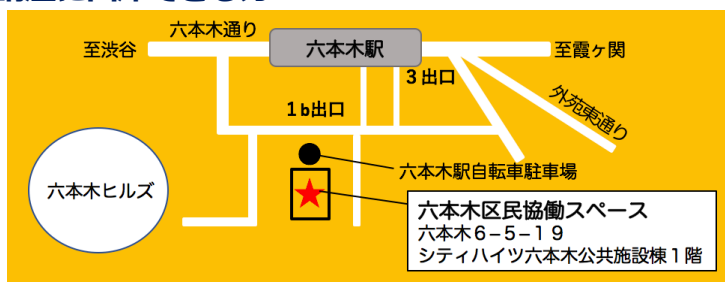 六本木通り
至渋谷
六本木駅
至霞ヶ関
3出口
1b出口
外苑東通り
六本木駅自転車駐車場
六本木ヒルズ
六本木区民協働スペース
六本木6−5−19
シティハイツ六本木公共施設棟1階